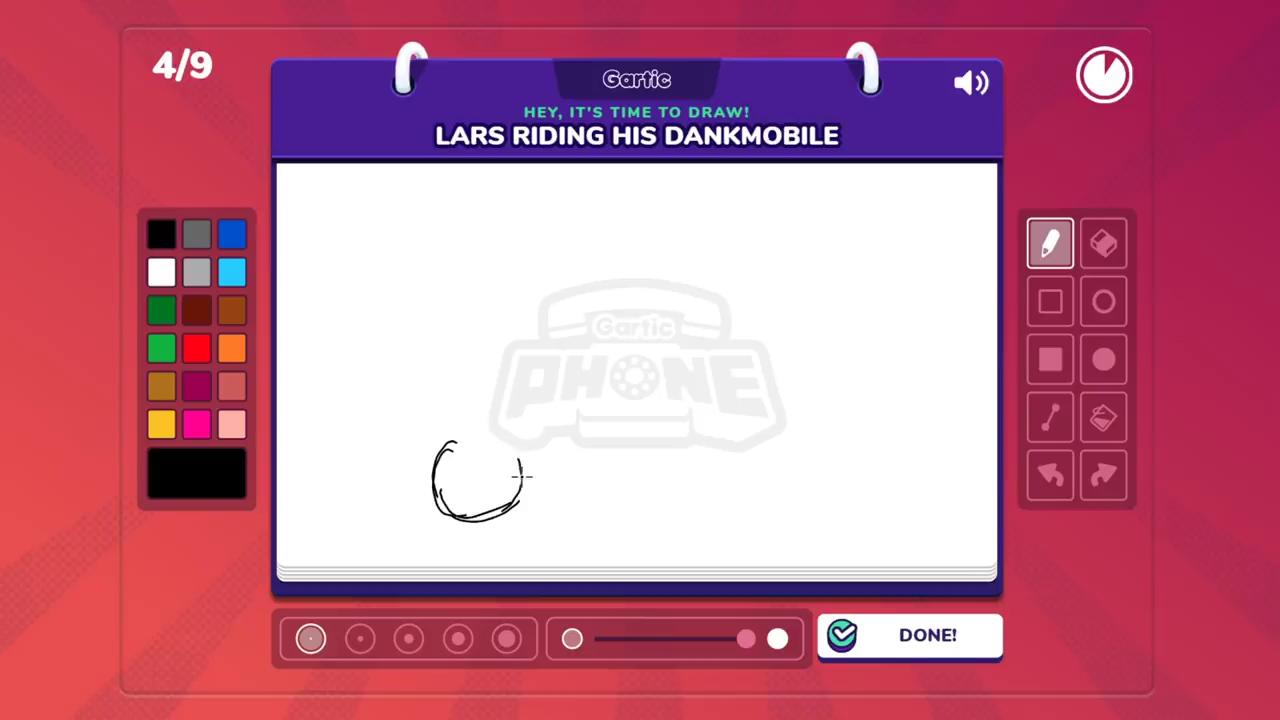 4/9
Gartic
HEY, IT'S TIME TO DRAW!
LARS RIDING HIS DANKMOBILE
Gartic
PHONE
DONE!